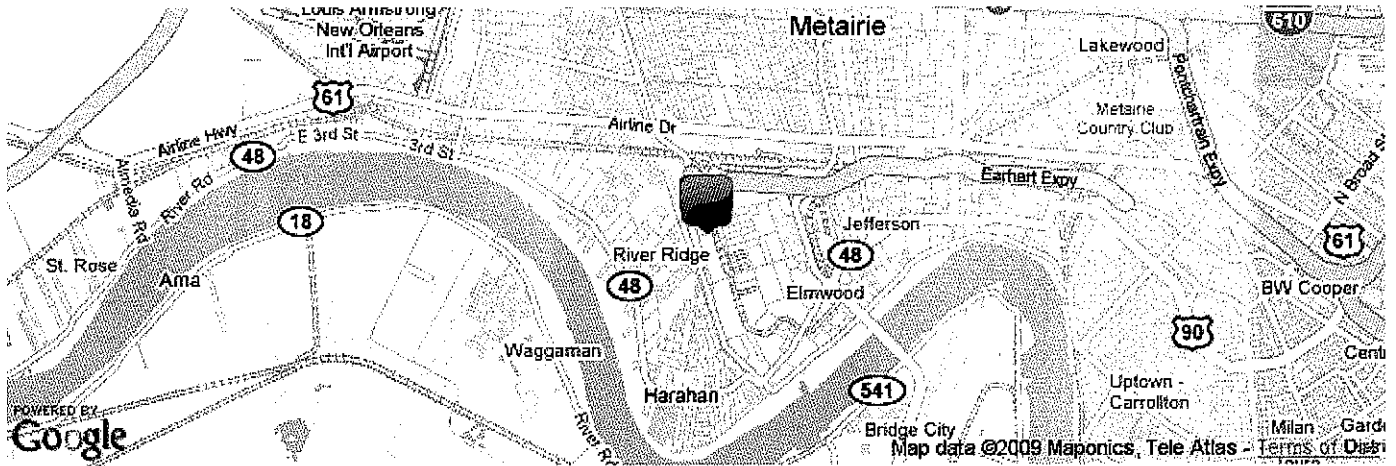 Louis Armstrong
New Orleans
Int'l Airport
Metairie
610
Lakewood
Pontchartrain Expy
Metairie
Country Club
61
Airline Hwy
E 3rd St
3rd St
Airline Dr
48
River Rd
Almedia Rd
Earhart Expy
N Broad St
18
Jefferson
61
St. Rose
Ama
River Ridge
48
48
Elmwood
BW Cooper
90
Waggaman
Harahan
541
Uptown -
Carrollton
River Rd
Bridge City
Milan
POWERED BY
Google
Map data ©2009 Maponics, Tele Atlas - Terms of